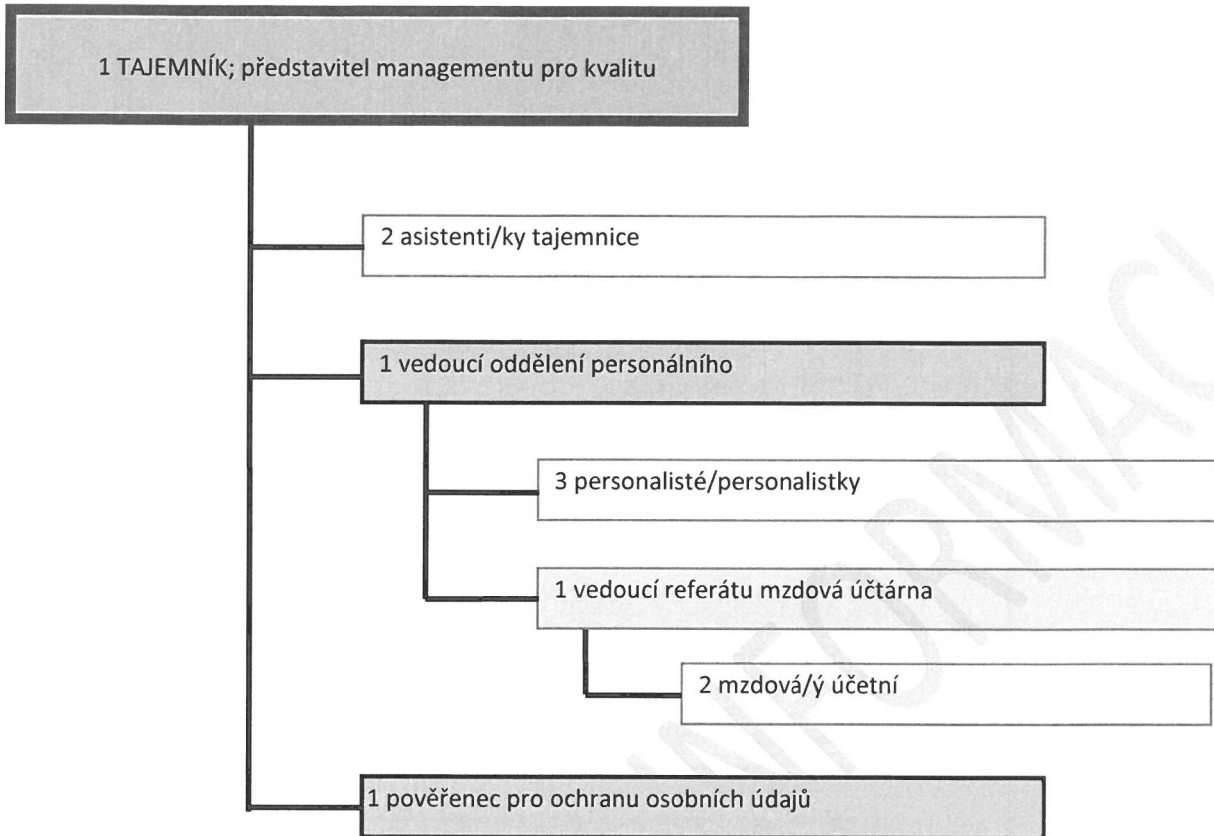 1 TAJEMNÍK; představitel managementu pro kvalitu
2 asistenti/ky tajemnice
1 vedoucí oddělení personálního
3 personalisté/personalistky
1 vedoucí referátu mzdová účtárna
2 mzdová/ý účetní
1 pověřenec pro ochranu osobních údajů